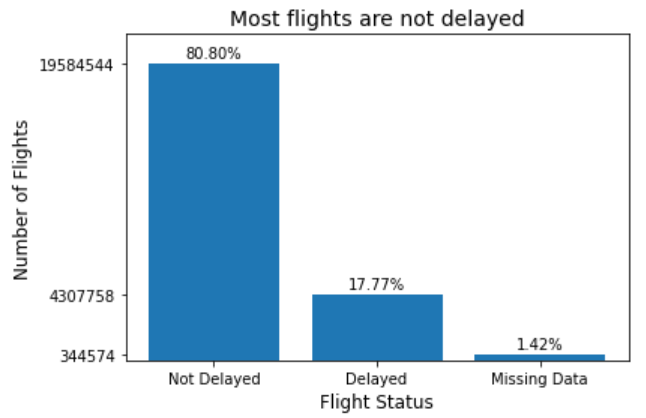 Most flights are not delayed
80.80%
19584544
Number of Flights
17.77%
4307758
1.42%
344574
Not Delayed Delayed Missing Data
Flight Status